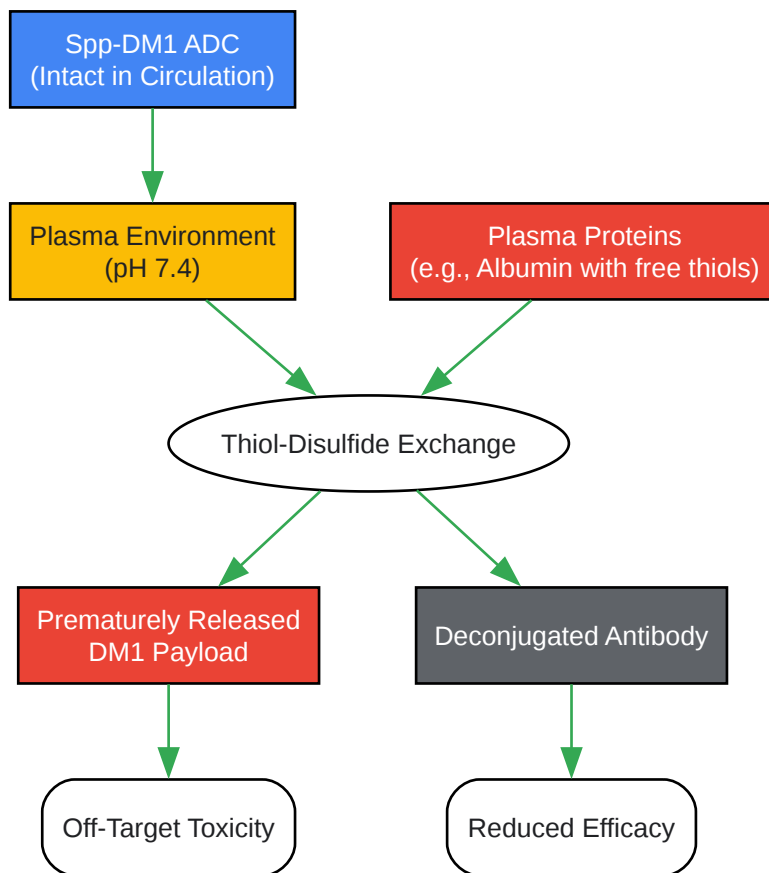 Spp-DM1 ADC
(Intact in Circulation)
Plasma Environment
(pH 7.4)
Plasma Proteins
(e.g., Albumin with free thiols)
Thiol-Disulfide Exchange
Prematurely Released
DM1 Payload
Deconjugated Antibody
Off-Target Toxicity
Reduced Efficacy